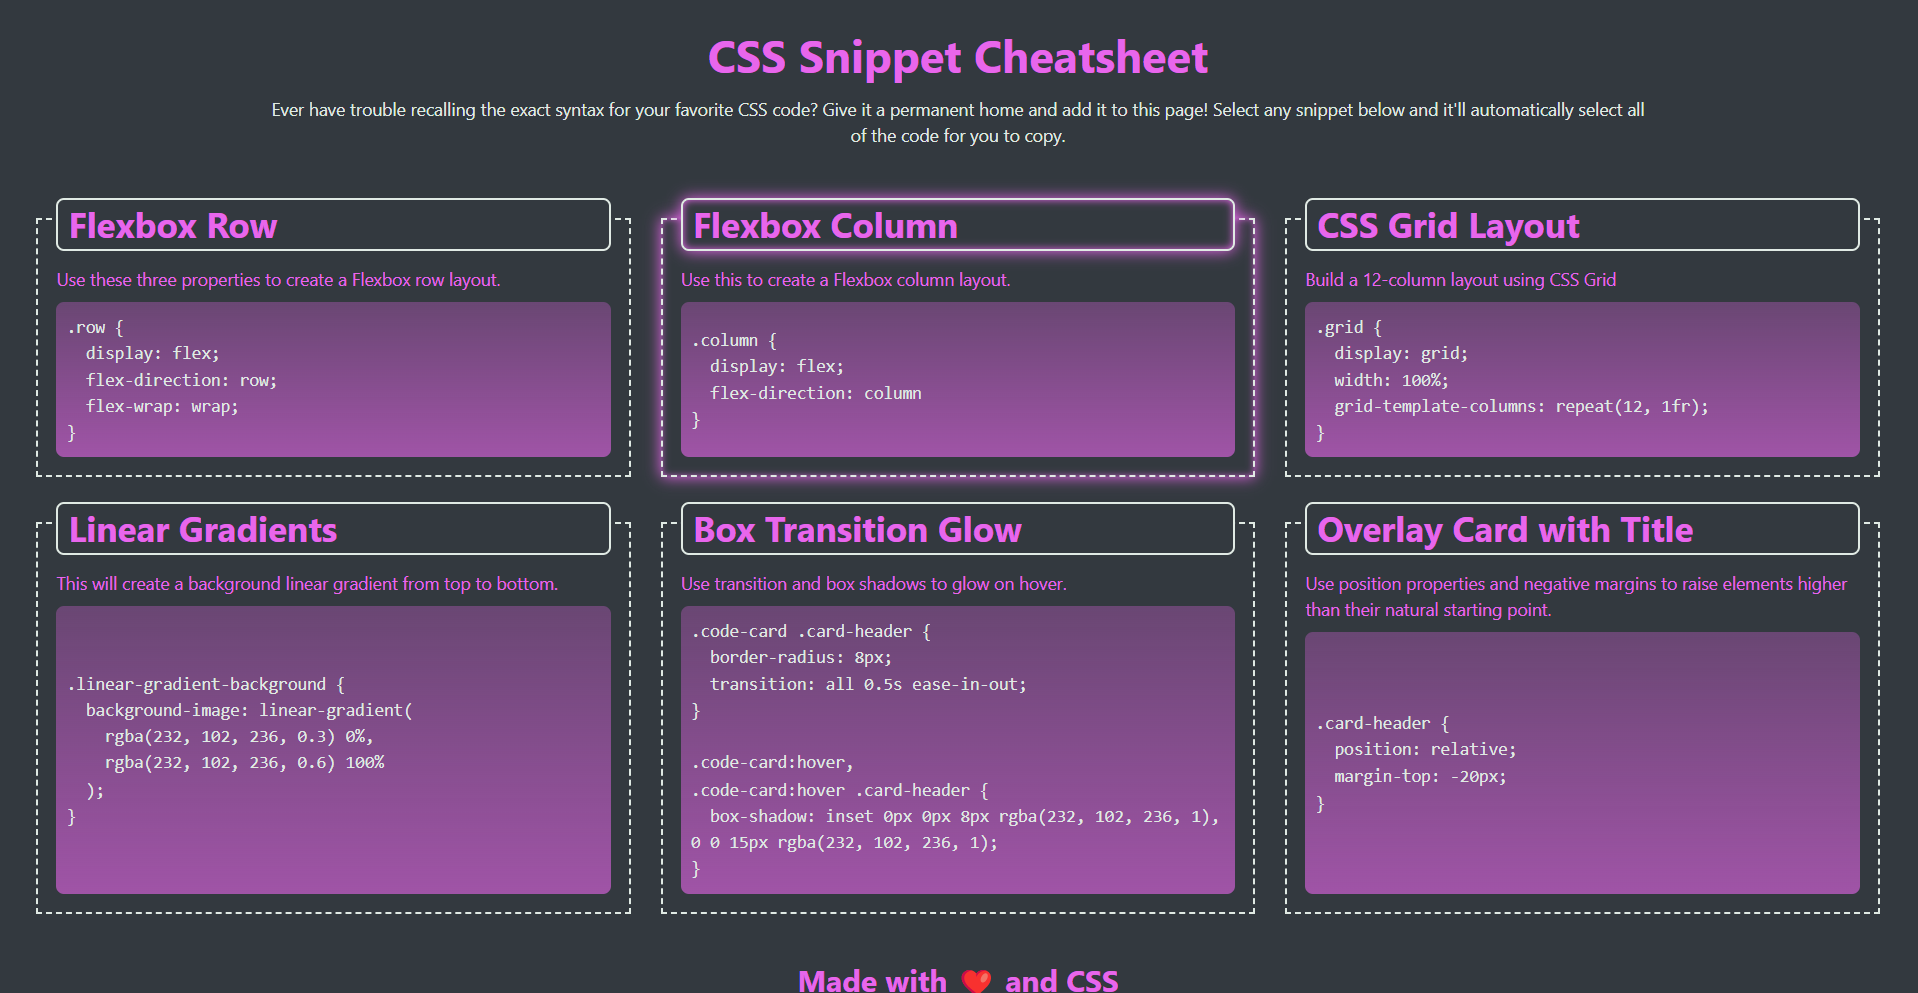 CSS Snippet Cheatsheet
Ever have trouble recalling the exact syntax for your favorite CSS code? Give it a permanent home and add it to this page! Select any snippet below and it'll automatically select all
of the code for you to copy.
Flexbox Row
Use these three properties to create a Flexbox row layout.
.row {
  display: flex;
  flex-direction: row;
  flex-wrap: wrap;
}
Flexbox Column
Use this to create a Flexbox column layout.
.column {
  display: flex;
  flex-direction: column
}
CSS Grid Layout
Build a 12-column layout using CSS Grid
.grid {
  display: grid;
  width: 100%;
  grid-template-columns: repeat(12, 1fr);
}
Linear Gradients
This will create a background linear gradient from top to bottom.
.linear-gradient-background {
  background-image: linear-gradient(
    rgba(232, 102, 236, 0.3) 0%,
    rgba(232, 102, 236, 0.6) 100%
  );
}
Box Transition Glow
Use transition and box shadows to glow on hover.
.code-card .card-header {
  border-radius: 8px;
  transition: all 0.5s ease-in-out;
}
.code-card:hover,
.code-card:hover .card-header {
  box-shadow: inset 0px 0px 8px rgba(232, 102, 236, 1),
0 0 15px rgba(232, 102, 236, 1);
}
Overlay Card with Title
Use position properties and negative margins to raise elements higher
than their natural starting point.
.card-header {
  position: relative;
  margin-top: -20px;
}
Made with ❤️ and CSS